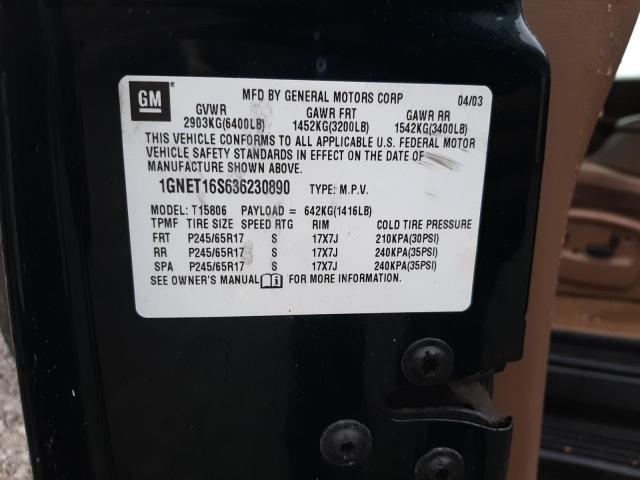 GM
MFD BY GENERAL MOTORS CORP 04/03
GVWR GAWR FRT GAWR RR
2903KG(6400LB) 1452KG(3200LB) 1542KG(3400LB)
THIS VEHICLE CONFORMS TO ALL APPLICABLE U.S. FEDERAL MOTOR
VEHICLE SAFETY STANDARDS IN EFFECT ON THE DATE OF
MANUFACTURE SHOWN ABOVE.
1GNET16S636230890 TYPE: M.P.V.
MODEL: T15806 PAYLOAD = 642KG(1416LB)
TPMF TIRE SIZE SPEED RTG RIM COLD TIRE PRESSURE
FRT P245/65R17 S 17X7J 210KPA(30PSI)
RR P245/65R17 S 17X7J 240KPA(35PSI)
SPA P245/65R17 S 17X7J 240KPA(35PSI)
SEE OWNER'S MANUAL FOR MORE INFORMATION.